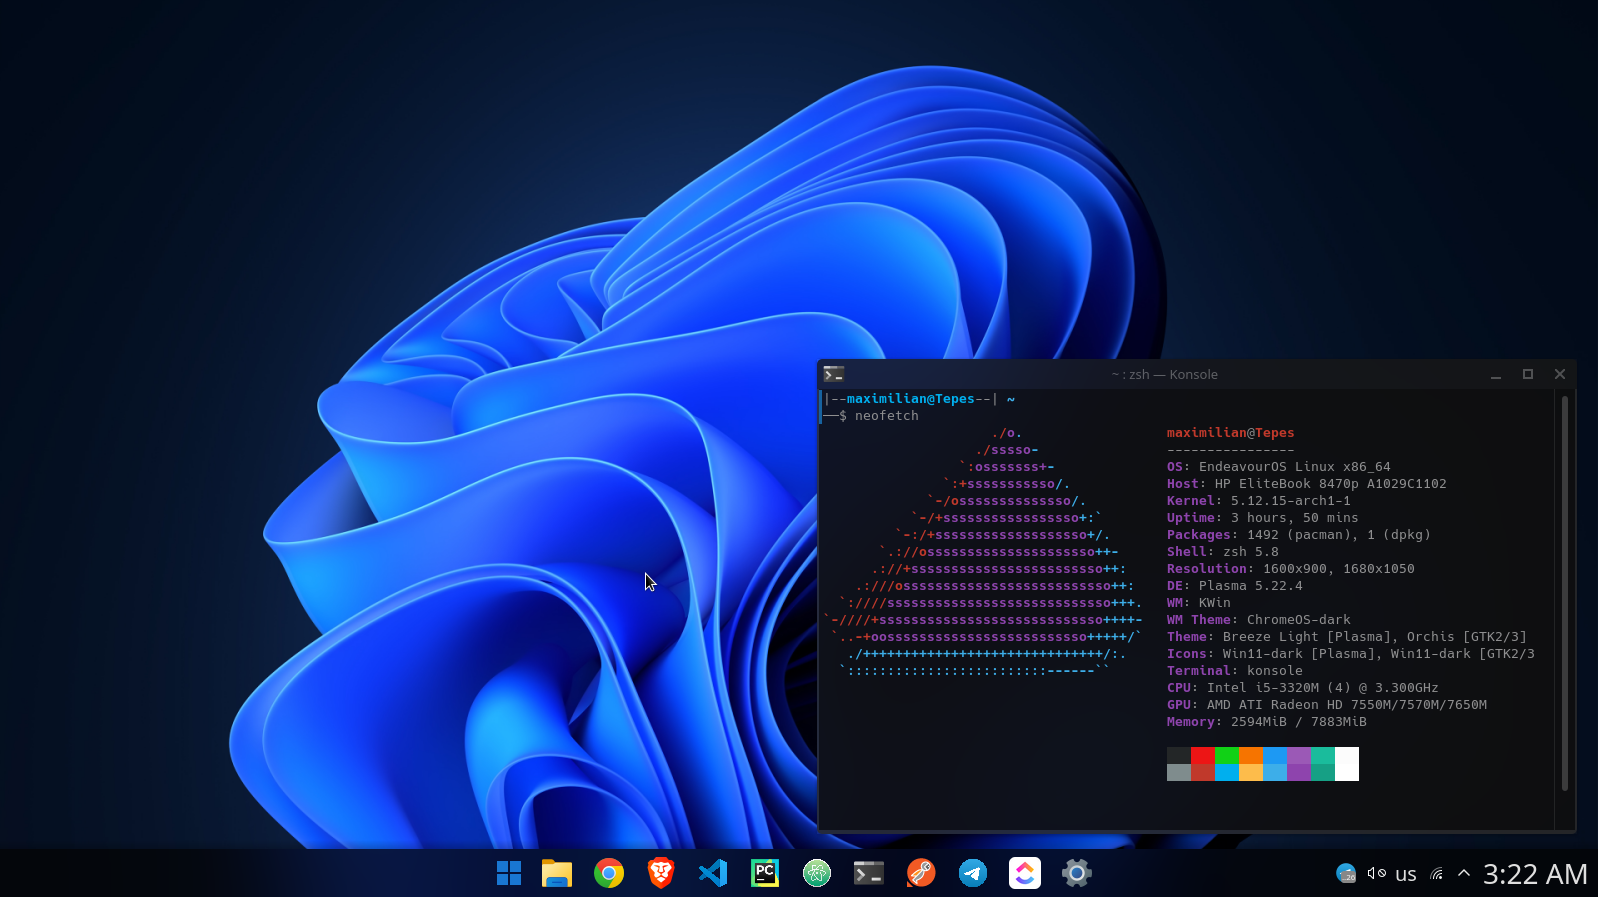 ~ : zsh — Konsole
|--maximilian@Tepes--| ~
──$ neofetch
./o.
./sssso-
`:osssssss+-
`:+sssssssssso/.
`-/ossssssssssssso/.
`-/+sssssssssssssssso+:`
`-:/+sssssssssssssssssso+/.
`.://osssssssssssssssssssso++-
.://+ssssssssssssssssssssssso++:
.:///ossssssssssssssssssssssssso++:
`:////ssssssssssssssssssssssssssso+++.
`-////+ssssssssssssssssssssssssssso++++-
`..-+oosssssssssssssssssssssssso+++++/`
./++++++++++++++++++++++++++++++/:.
`:::::::::::::::::::::::::------``
maximilian@Tepes
----------------
OS: EndeavourOS Linux x86_64
Host: HP EliteBook 8470p A1029C1102
Kernel: 5.12.15-arch1-1
Uptime: 3 hours, 50 mins
Packages: 1492 (pacman), 1 (dpkg)
Shell: zsh 5.8
Resolution: 1600x900, 1680x1050
DE: Plasma 5.22.4
WM: KWin
WM Theme: ChromeOS-dark
Theme: Breeze Light [Plasma], Orchis [GTK2/3]
Icons: Win11-dark [Plasma], Win11-dark [GTK2/3
Terminal: konsole
CPU: Intel i5-3320M (4) @ 3.300GHz
GPU: AMD ATI Radeon HD 7550M/7570M/7650M
Memory: 2594MiB / 7883MiB
PC
26
us
3:22 AM